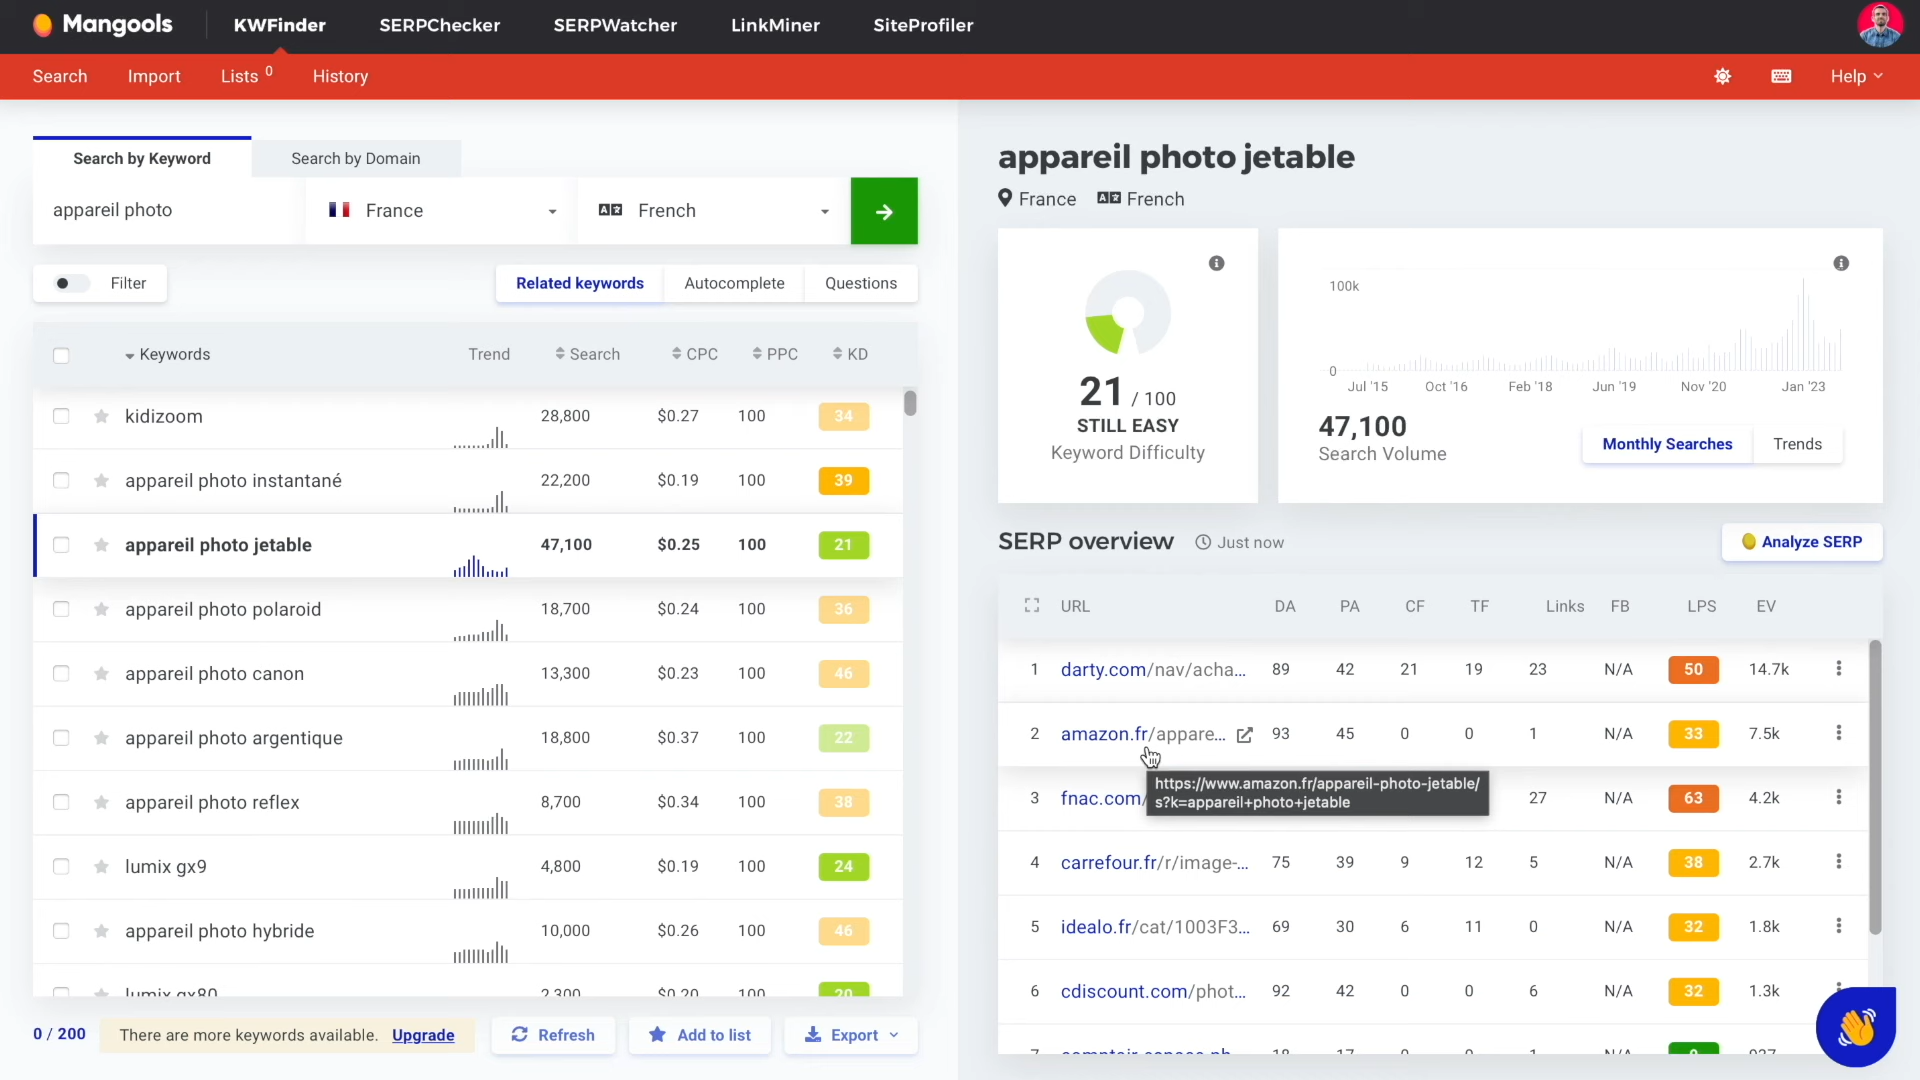 Mangools
KWFinder
SERPChecker
SERPWatcher
LinkMiner
SiteProfiler
Search
Import
Lists 0
History
Help
Search by Keyword
Search by Domain
appareil photo
France
French
Filter
Related keywords
Autocomplete
Questions
Keywords Trend Search CPC PPC KD
kidizoom 28,800 $0.27 100 34
appareil photo instantané 22,200 $0.19 100 39
appareil photo jetable 47,100 $0.25 100 21
appareil photo polaroid 18,700 $0.24 100 36
appareil photo canon 13,300 $0.23 100 46
appareil photo argentique 18,800 $0.37 100 22
appareil photo reflex 8,700 $0.34 100 38
lumix gx9 4,800 $0.19 100 24
appareil photo hybride 10,000 $0.26 100 46
lumix gx80 2,300 $0.20 100 20
0 / 200
There are more keywords available. Upgrade
Refresh
Add to list
Export
appareil photo jetable
France French
21 / 100
STILL EASY
Keyword Difficulty
100k
0
Jul '15 Oct '16 Feb '18 Jun '19 Nov '20 Jan '23
47,100
Search Volume
Monthly Searches
Trends
SERP overview
Just now
Analyze SERP
URL DA PA CF TF Links FB LPS EV
1 darty.com/nav/acha... 89 42 21 19 23 N/A 50 14.7k
2 amazon.fr/appare... 93 45 0 0 1 N/A 33 7.5k
https://www.amazon.fr/appareil-photo-jetable/
s?k=appareil+photo+jetable
3 fnac.com/ 27 N/A 63 4.2k
4 carrefour.fr/r/image-... 75 39 9 12 5 N/A 38 2.7k
5 idealo.fr/cat/1003F3... 69 30 6 11 0 N/A 32 1.8k
6 cdiscount.com/phot... 92 42 0 0 6 N/A 32 1.3k